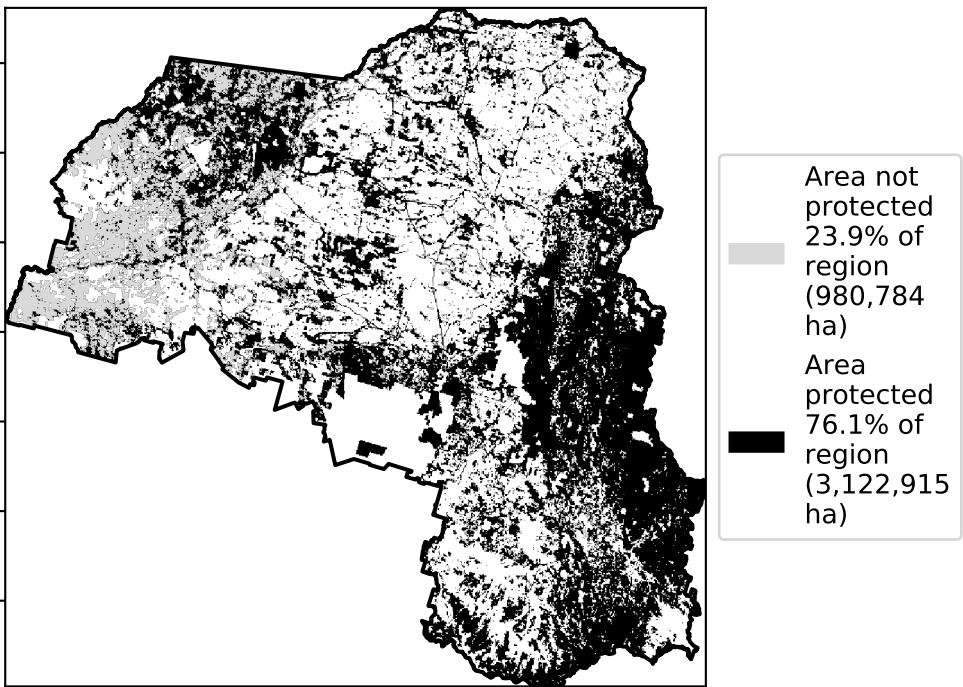 Area not
protected
23.9% of
region
(980,784
ha)
Area
protected
76.1% of
region
(3,122,915
ha)